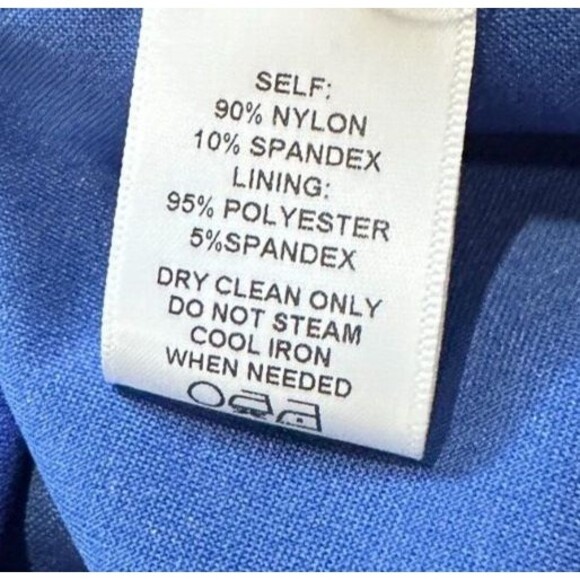 SELF:
90% NYLON
10% SPANDEX
LINING:
95% POLYESTER
5%SPANDEX
DRY CLEAN ONLY
DO NOT STEAM
COOL IRON
WHEN NEEDED